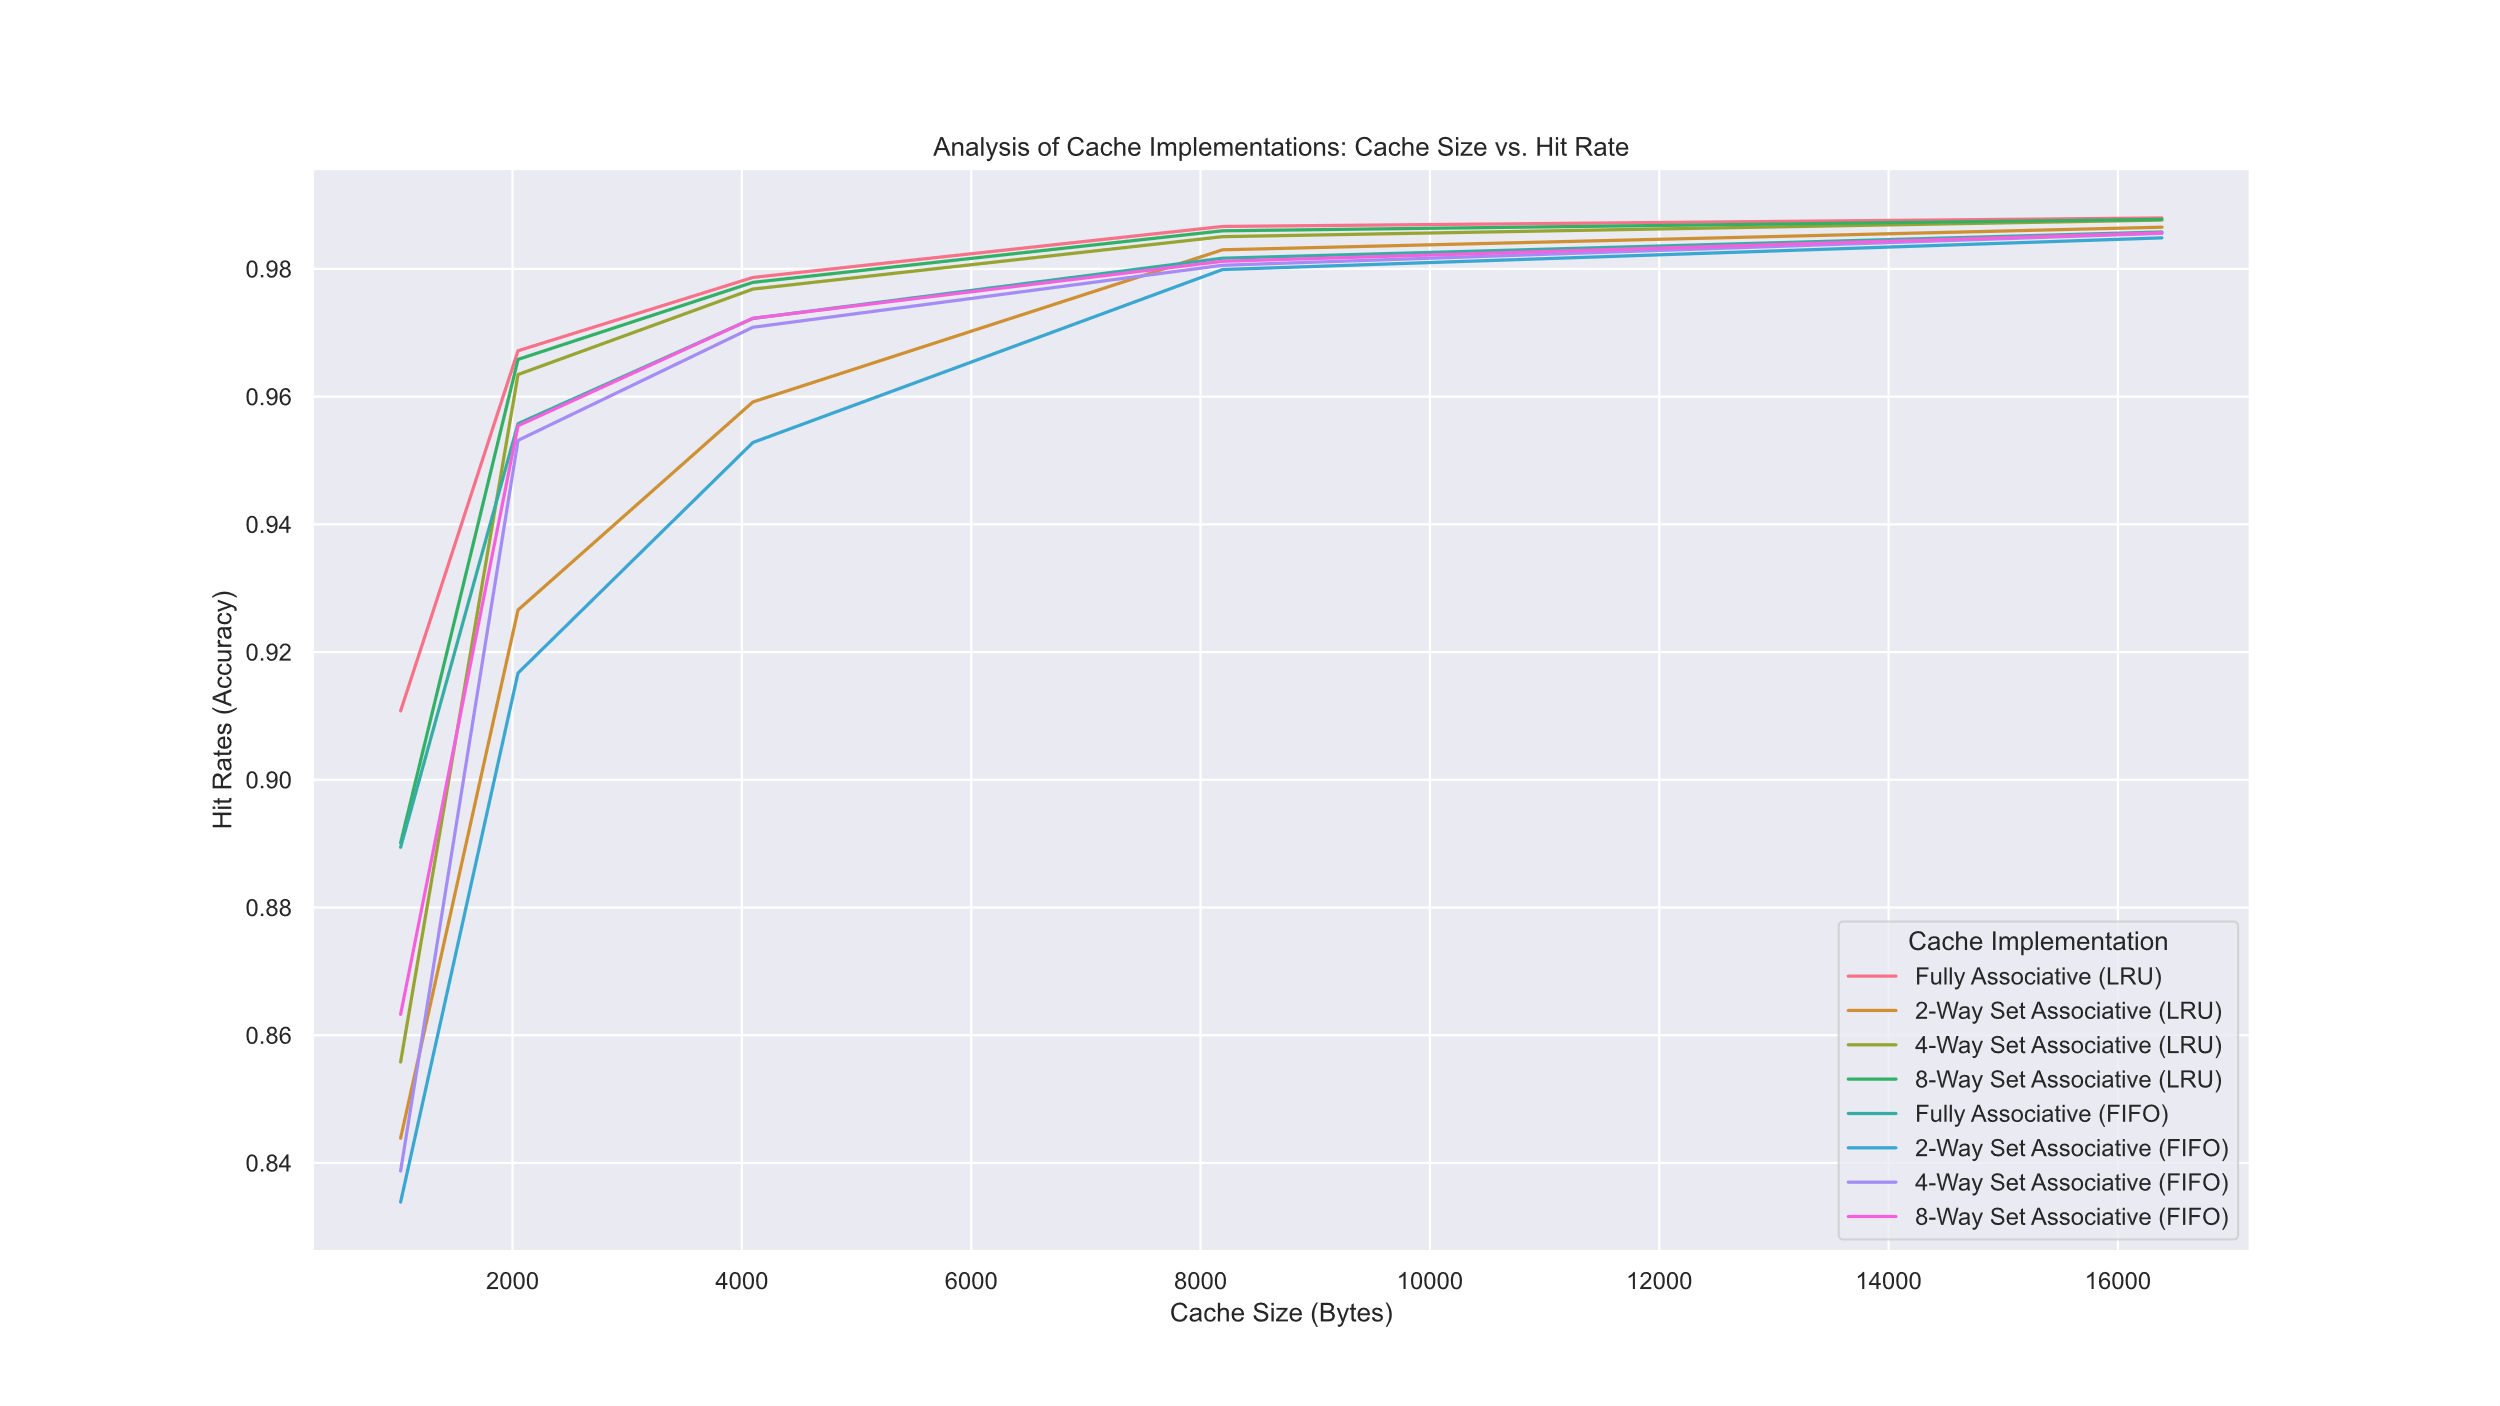 Analysis of Cache Implementations: Cache Size vs. Hit Rate
Hit Rates (Accuracy)
0.98
0.96
0.94
0.92
0.90
0.88
0.86
0.84
Cache Implementation
Fully Associative (LRU)
2-Way Set Associative (LRU)
4-Way Set Associative (LRU)
8-Way Set Associative (LRU)
Fully Associative (FIFO)
2-Way Set Associative (FIFO)
4-Way Set Associative (FIFO)
8-Way Set Associative (FIFO)
2000 4000 6000 8000 10000 12000 14000 16000
Cache Size (Bytes)